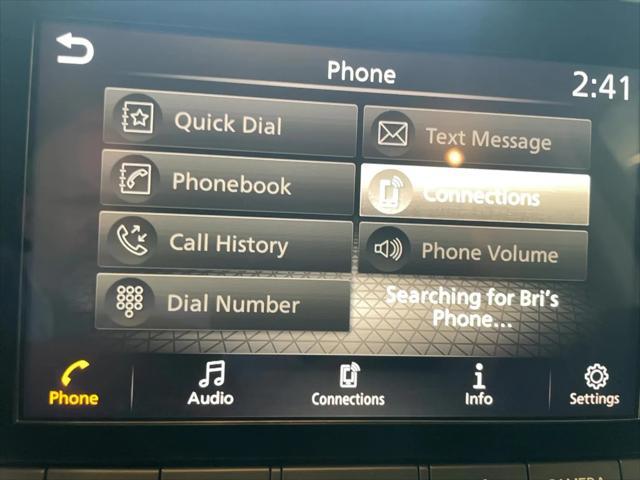 Phone
2:41
Quick Dial
Text Message
Phonebook
Connections
Call History
Phone Volume
Dial Number
Searching for Bri's
Phone...
Phone
Audio
Connections
Info
Settings
CAMERA